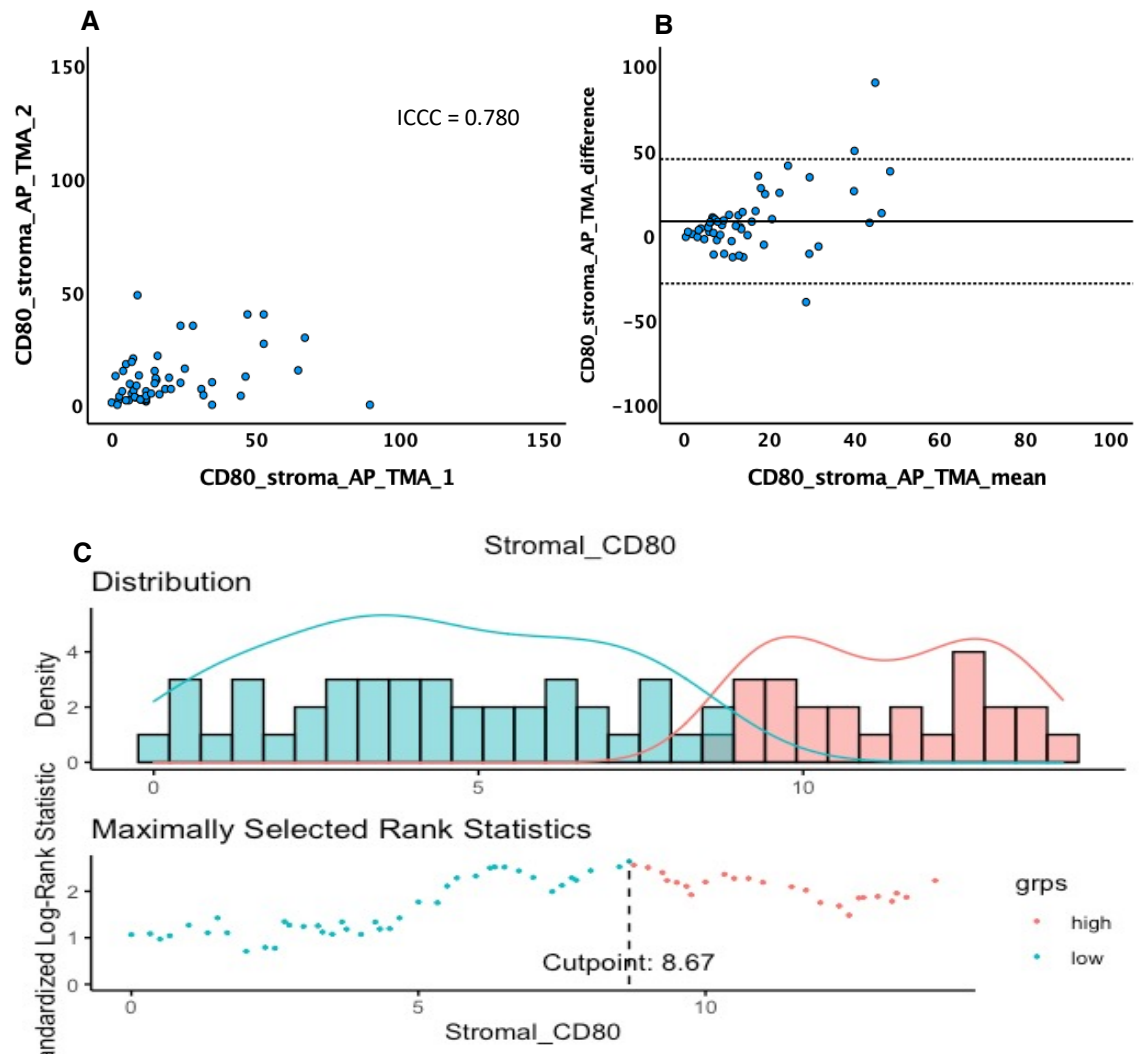 A
150
100
50
0
0 50 100 150
CD80_stroma_AP_TMA_2
CD80_stroma_AP_TMA_1
ICCC = 0.780
B
100
50
0
−50
−100
0 20 40 60 80 100
CD80_stroma_AP_TMA_difference
CD80_stroma_AP_TMA_mean
C
Stromal_CD80
Distribution
Density
4
2
0
0 5 10
Maximally Selected Rank Statistics
andardized Log-Rank Statistic
2
1
0
Cutpoint: 8.67
0 5 10
Stromal_CD80
grps
high
low